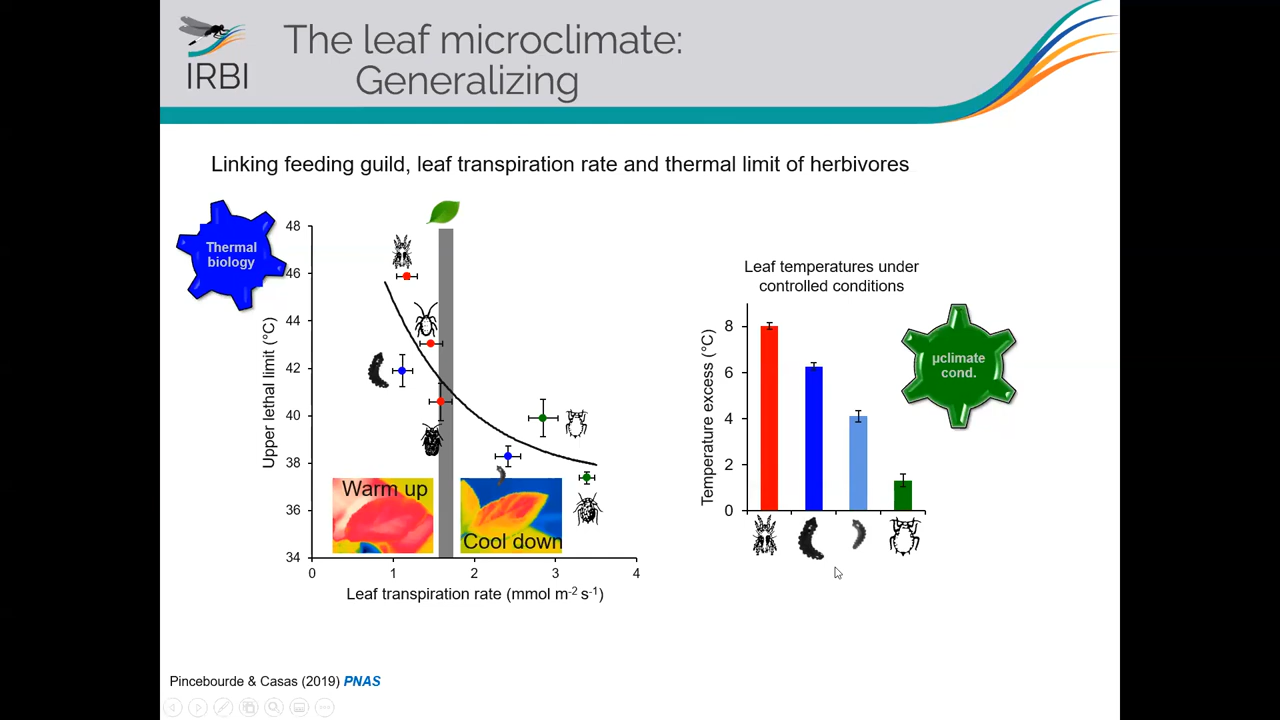 IRBI
The leaf microclimate:
Generalizing
Linking feeding guild, leaf transpiration rate and thermal limit of herbivores
Thermal
biology
Upper lethal limit (°C)
48
46
44
42
40
38
36
34
Warm up
Cool down
0
1
2
3
4
Leaf transpiration rate (mmol m-2 s-1)
Leaf temperatures under
controlled conditions
Temperature excess (°C)
8
6
4
2
0
µclimate
cond.
Pincebourde & Casas (2019) PNAS